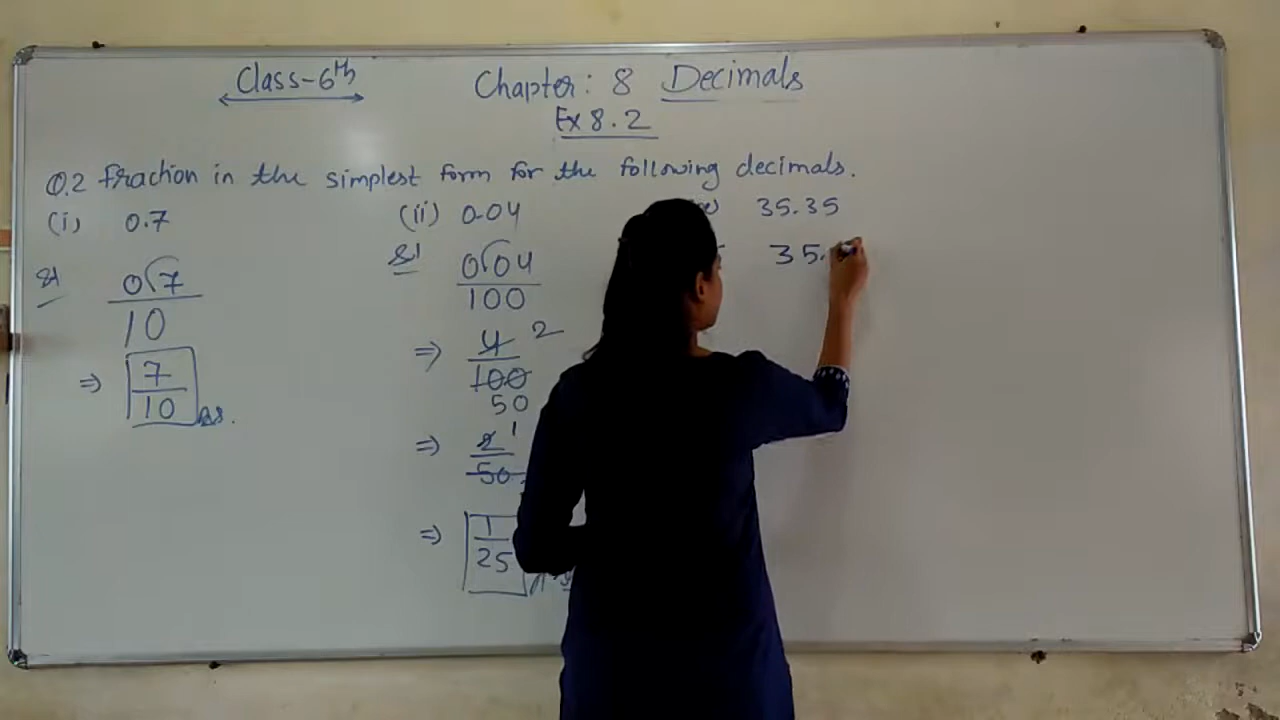 Class-6th
Chapter: 8 Decimals
Ex 8.2
Q.2 fraction in the simplest form for the following decimals.
(i) 0.7
0.7
10
⇒ 7
10
Ans.
(ii) 0.04
Sol
0.04
100
⇒ 4 2
100
50
⇒ 2 1
50
⇒ 1
25
35.35
35.